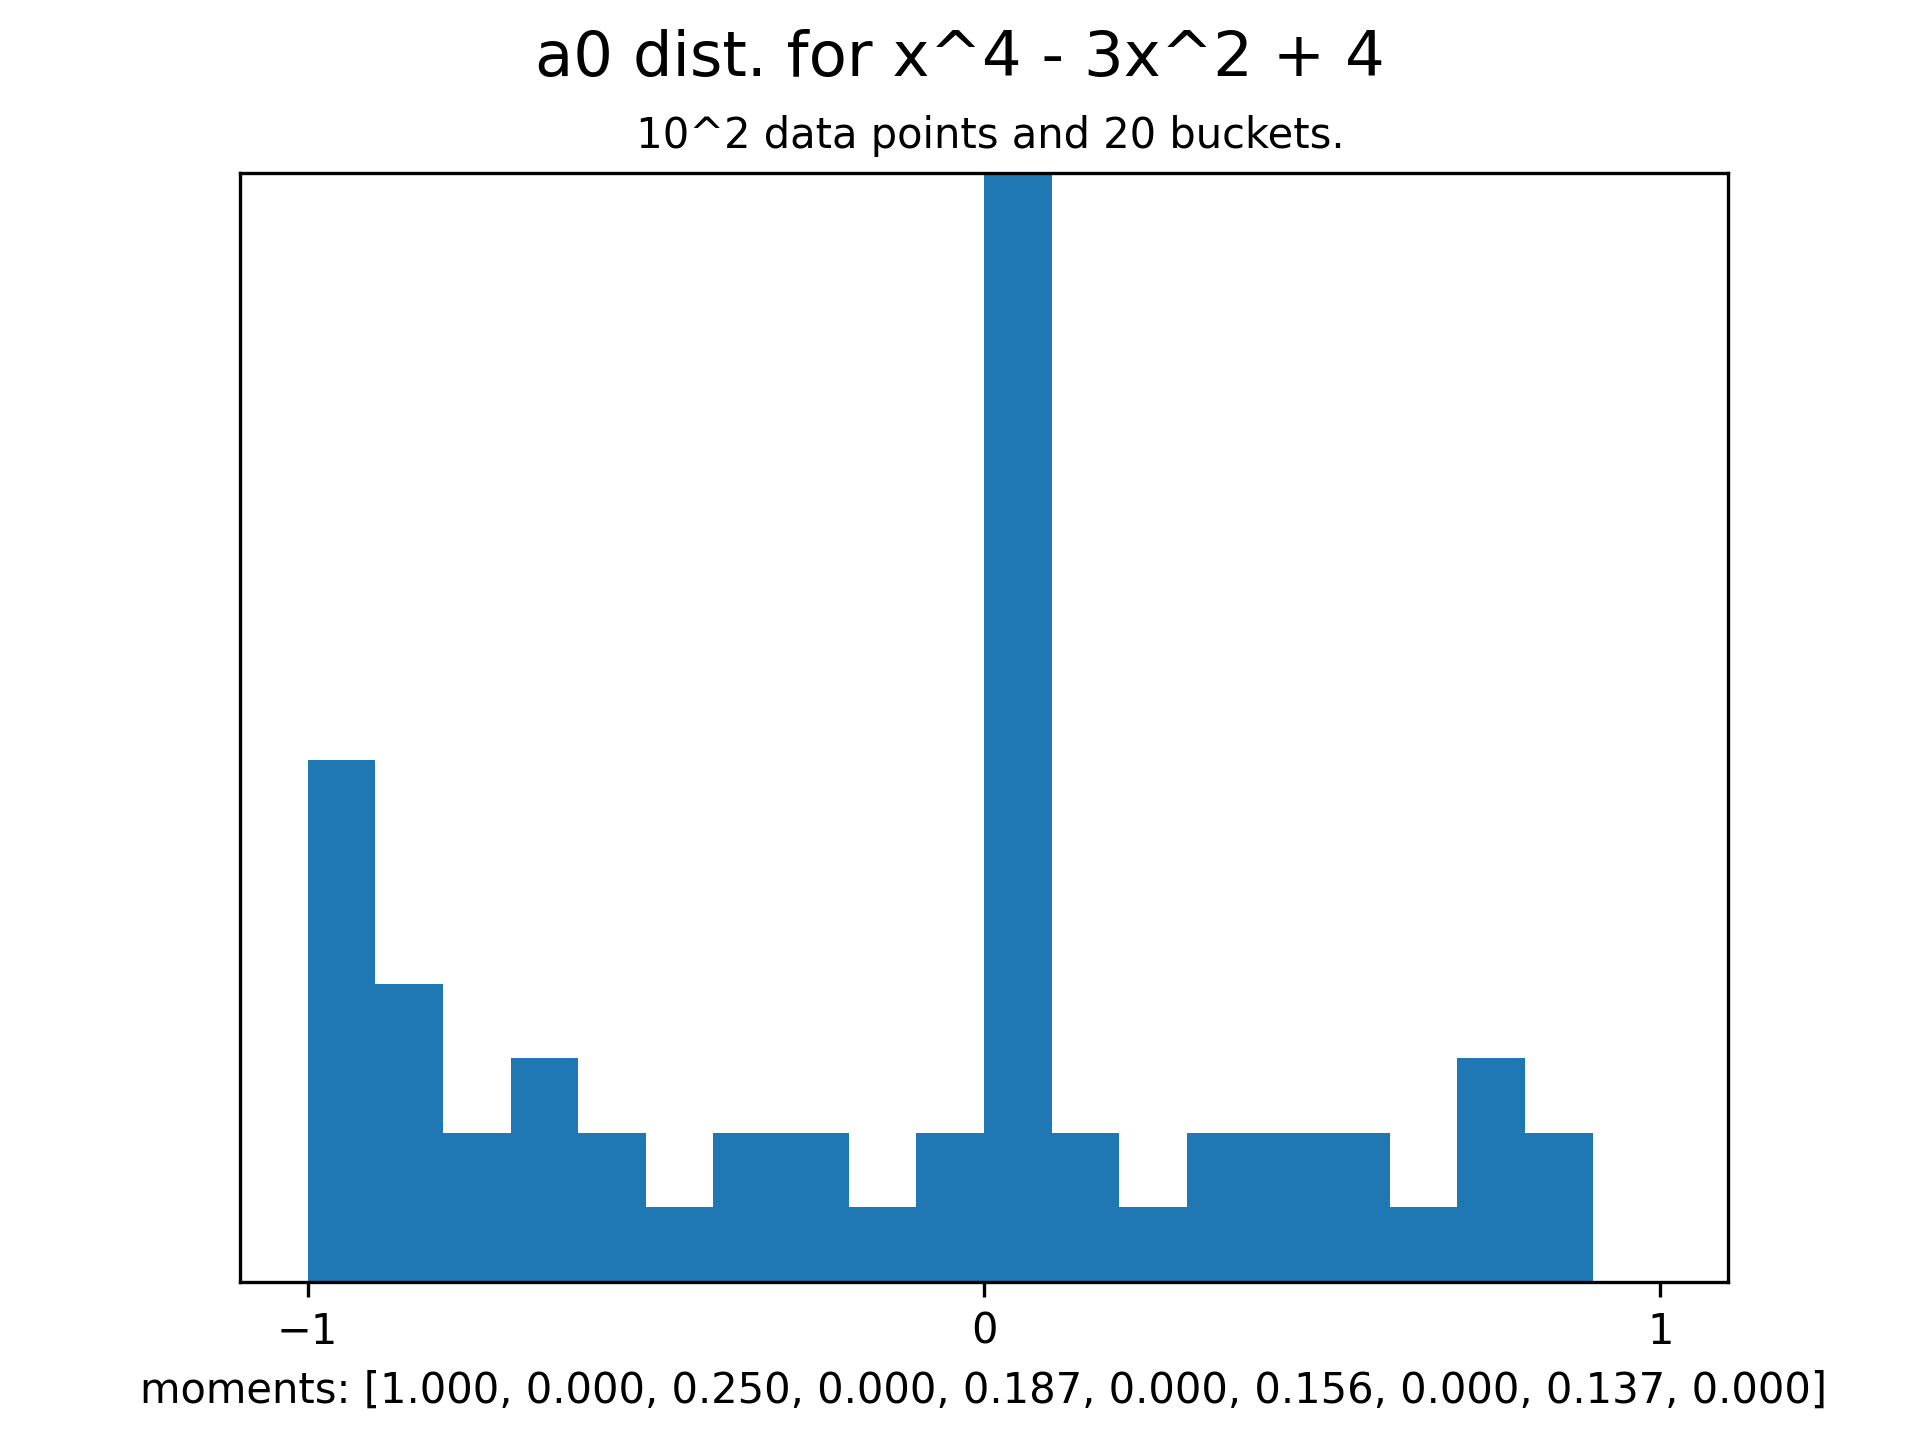 a0 dist. for x^4 - 3x^2 + 4
10^2 data points and 20 buckets.
−1 0 1
moments: [1.000, 0.000, 0.250, 0.000, 0.187, 0.000, 0.156, 0.000, 0.137, 0.000]